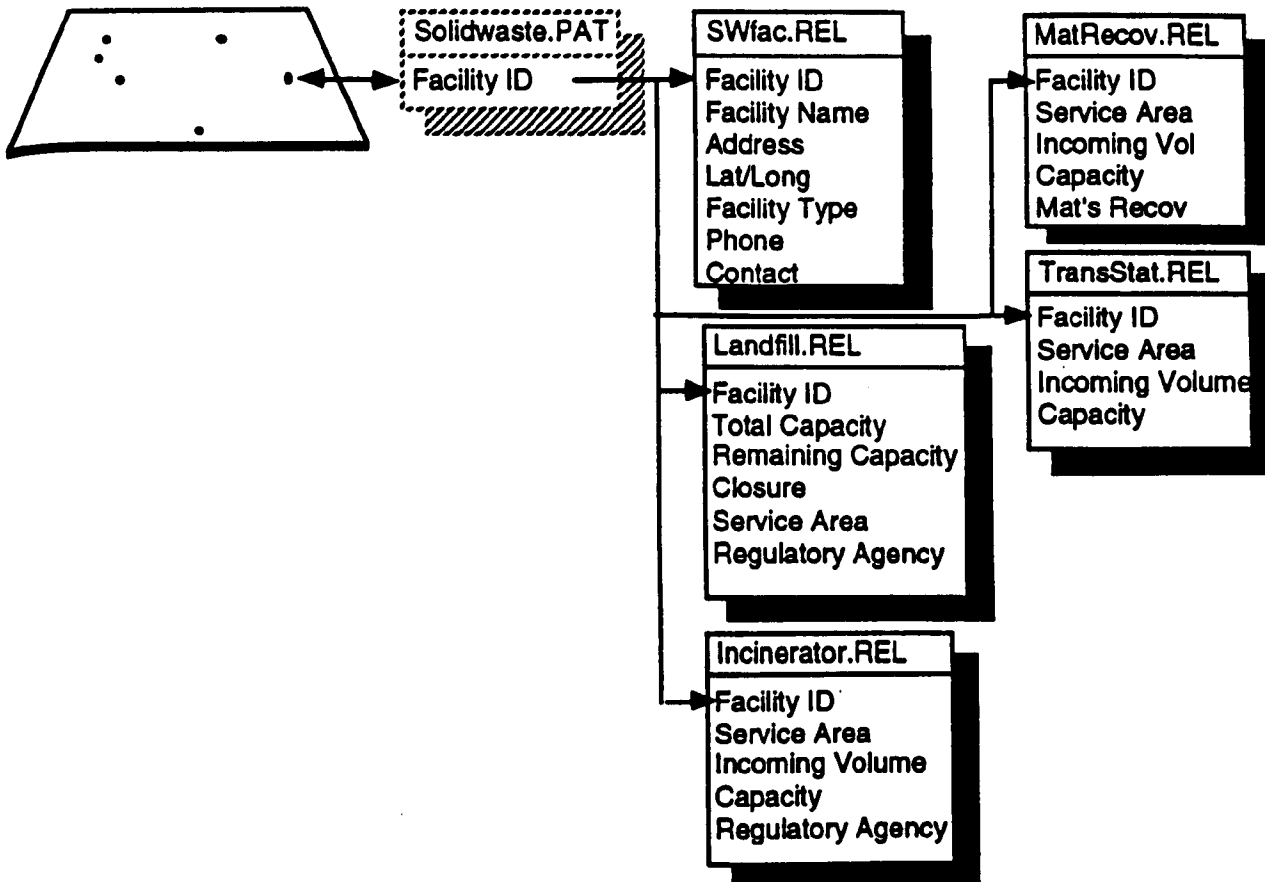 Solidwaste.PAT
Facility ID
SWfac.REL
Facility ID
Facility Name
Address
Lat/Long
Facility Type
Phone
Contact
MatRecov.REL
Facility ID
Service Area
Incoming Vol
Capacity
Mat's Recov
TransStat.REL
Facility ID
Service Area
Incoming Volume
Capacity
Landfill.REL
Facility ID
Total Capacity
Remaining Capacity
Closure
Service Area
Regulatory Agency
Incinerator.REL
Facility ID
Service Area
Incoming Volume
Capacity
Regulatory Agency